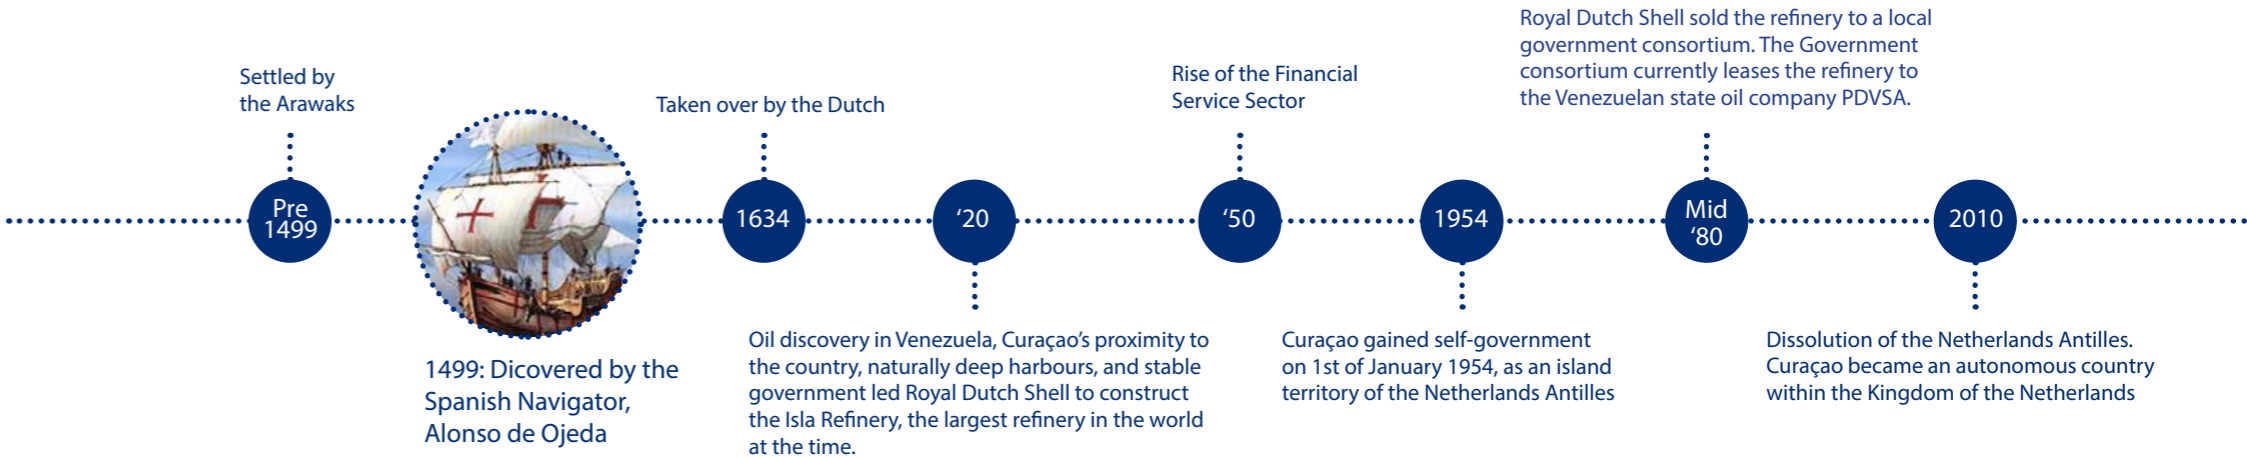 Settled by
the Arawaks
Pre
1499
1499: Dicovered by the
Spanish Navigator,
Alonso de Ojeda
Taken over by the Dutch
1634
‘20
Oil discovery in Venezuela, Curaçao’s proximity to
the country, naturally deep harbours, and stable
government led Royal Dutch Shell to construct
the Isla Refinery, the largest refinery in the world
at the time.
Rise of the Financial
Service Sector
‘50
1954
Curaçao gained self-government
on 1st of January 1954, as an island
territory of the Netherlands Antilles
Royal Dutch Shell sold the refinery to a local
government consortium. The Government
consortium currently leases the refinery to
the Venezuelan state oil company PDVSA.
Mid
‘80
2010
Dissolution of the Netherlands Antilles.
Curaçao became an autonomous country
within the Kingdom of the Netherlands